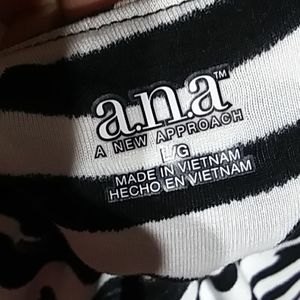 a.n.a™
A NEW APPROACH
L/G
MADE IN VIETNAM
HECHO EN VIETNAM